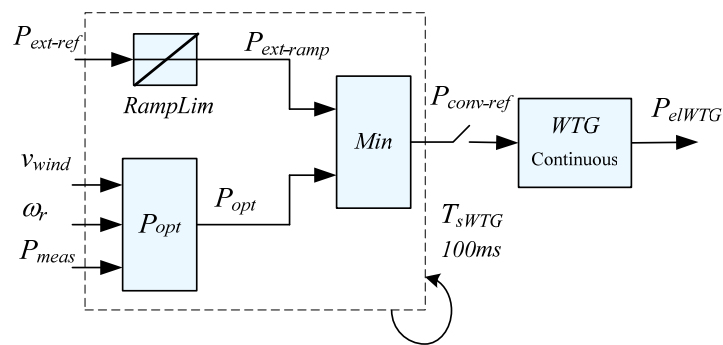 P_ext-ref
P_ext-ramp
RampLim
Min
P_conv-ref
WTG
Continuous
P_elWTG
v_wind
ω_r
P_meas
P_opt
P_opt
T_sWTG
100ms